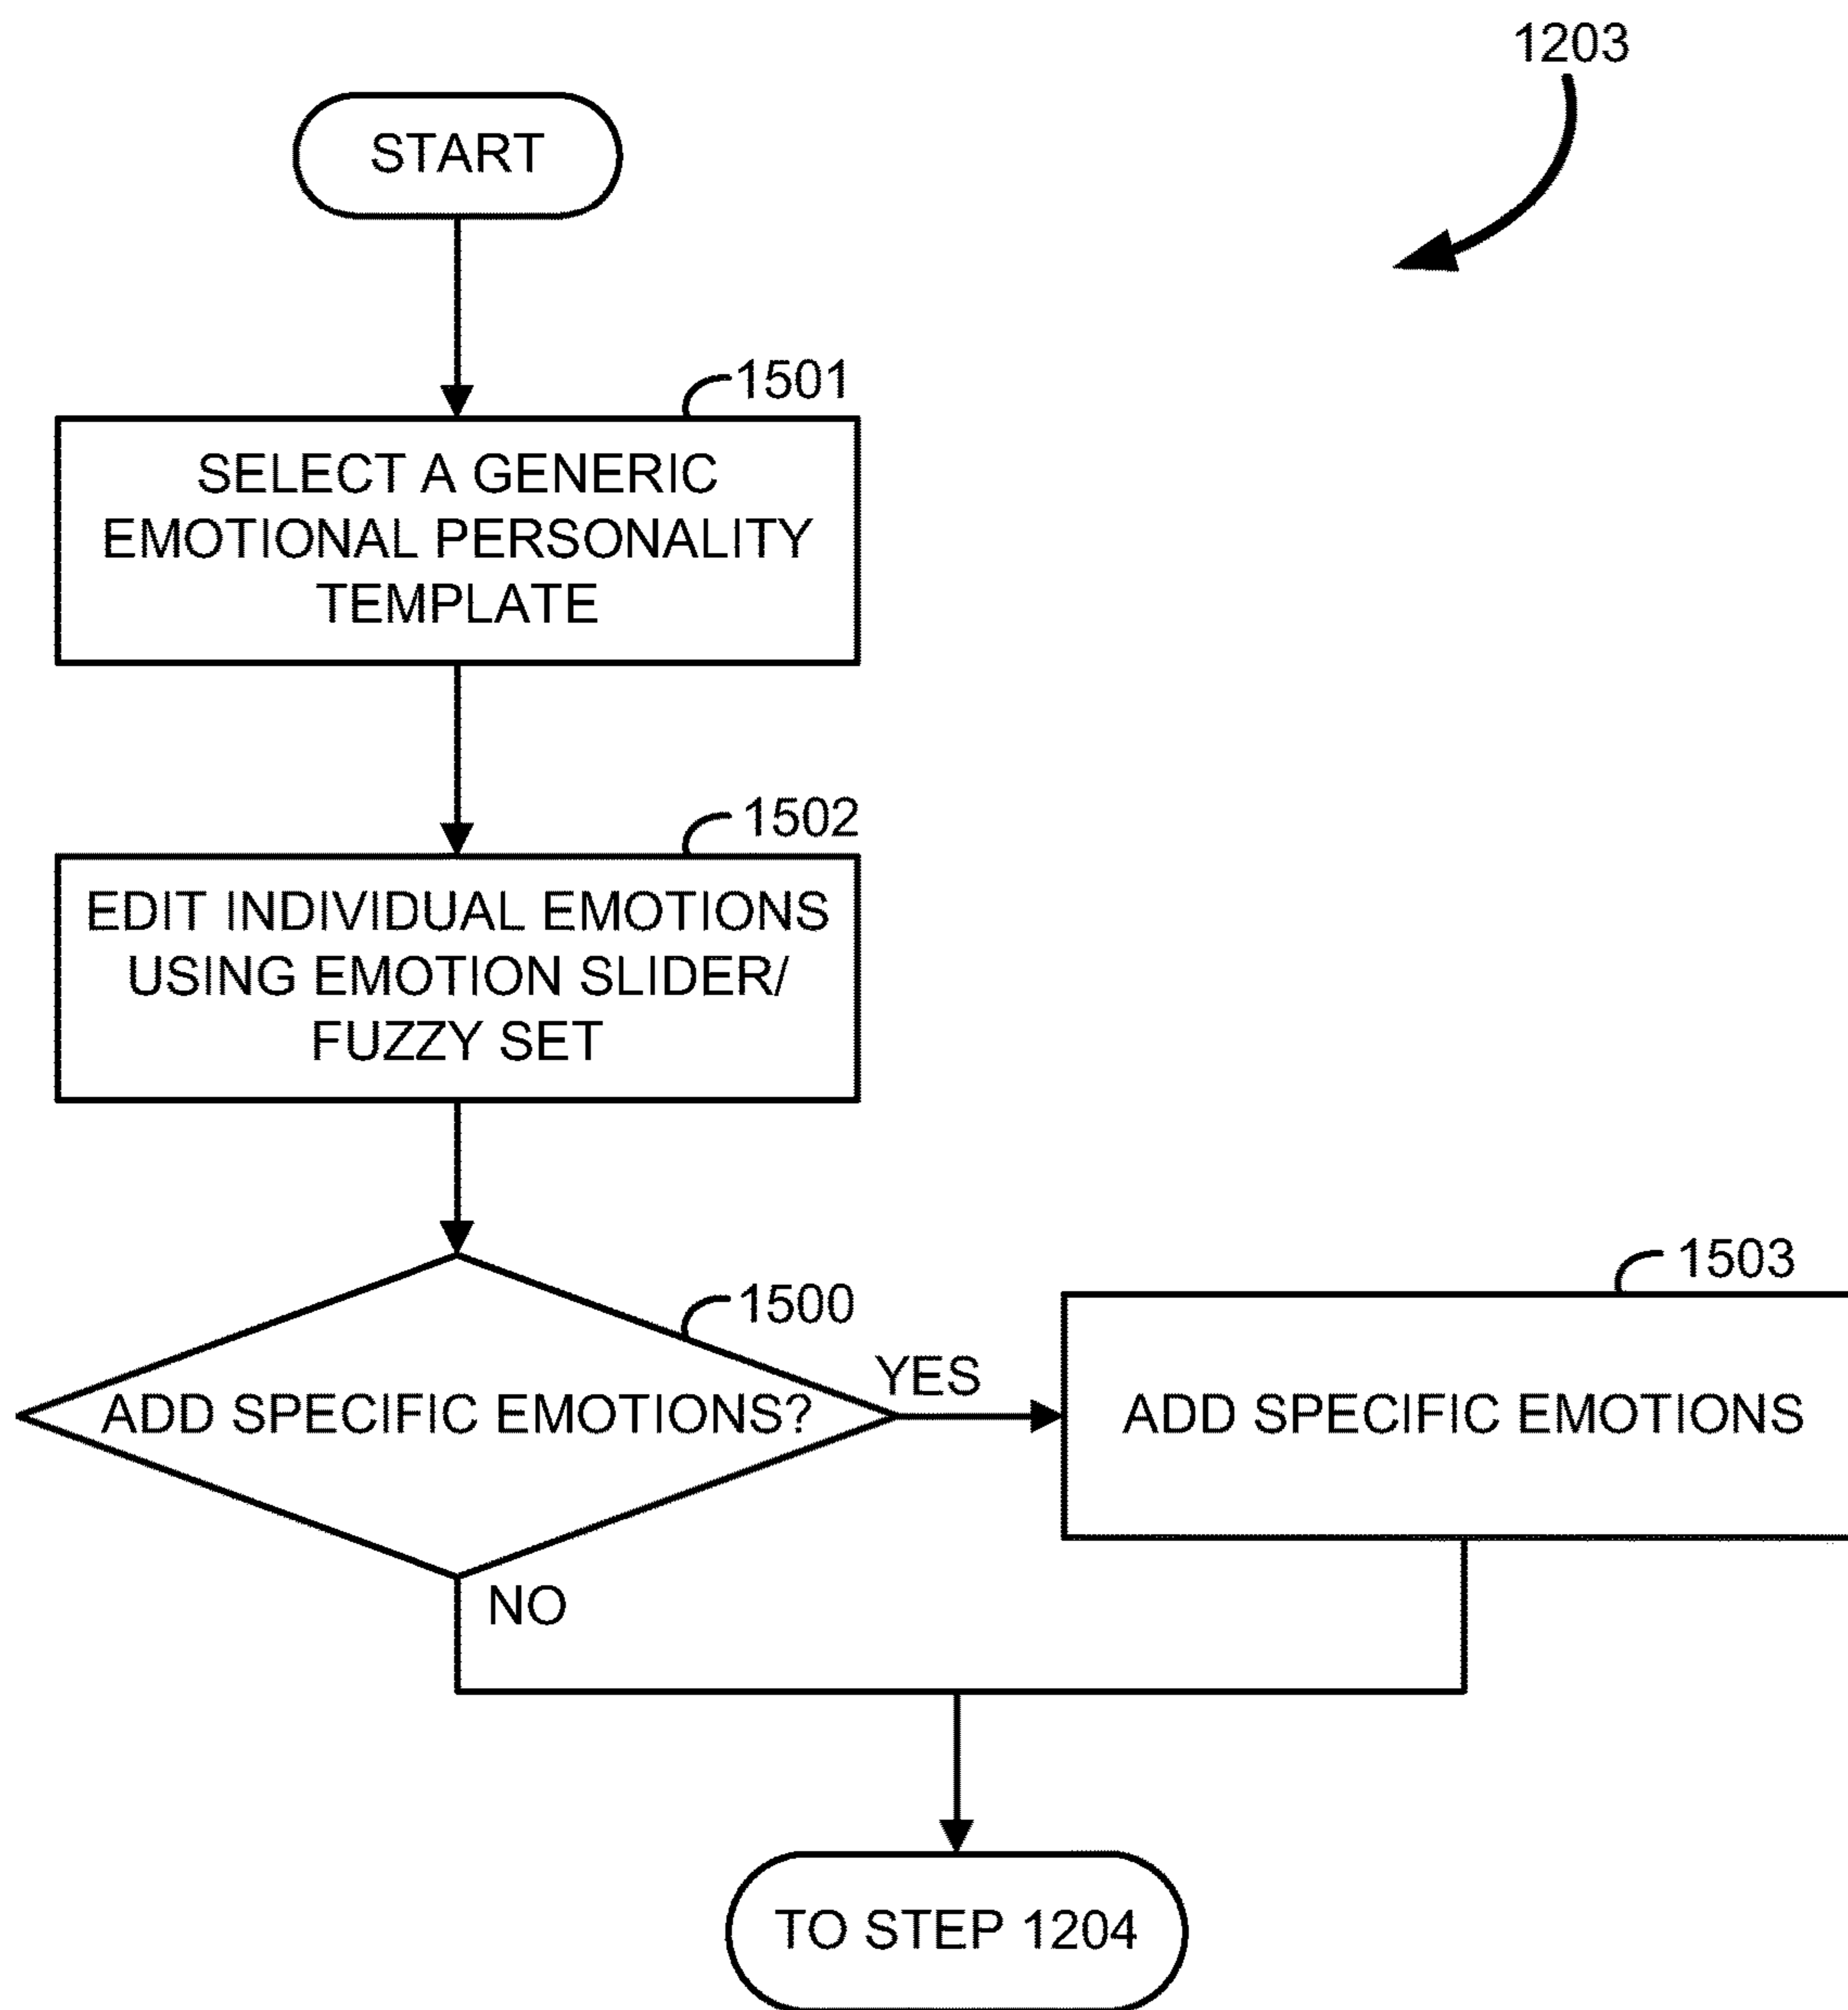 1203
START
1501
SELECT A GENERIC
EMOTIONAL PERSONALITY
TEMPLATE
1502
EDIT INDIVIDUAL EMOTIONS
USING EMOTION SLIDER/
FUZZY SET
1500
ADD SPECIFIC EMOTIONS?
YES
1503
ADD SPECIFIC EMOTIONS
NO
TO STEP 1204